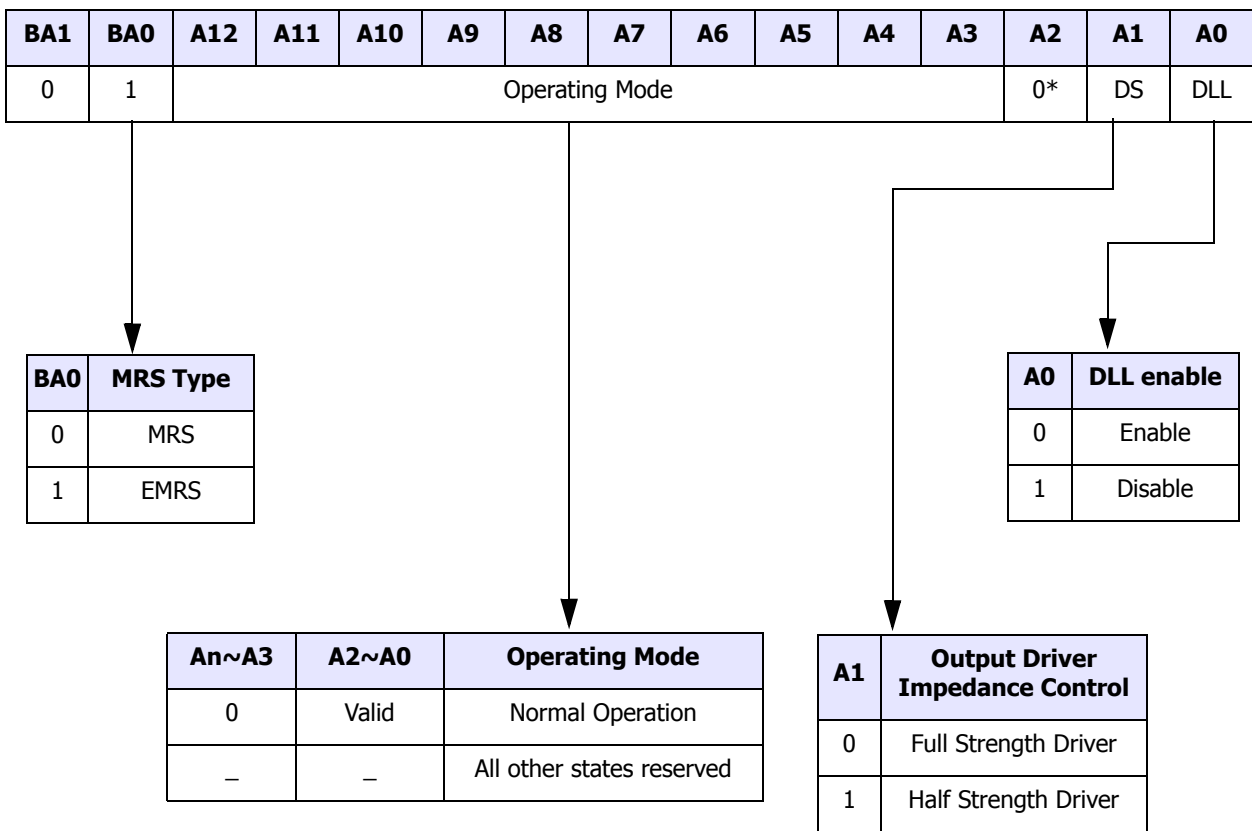 BA1 BA0 A12 A11 A10 A9 A8 A7 A6 A5 A4 A3 A2 A1 A0
0 1 Operating Mode 0* DS DLL
BA0 MRS Type
0 MRS
1 EMRS
A0 DLL enable
0 Enable
1 Disable
An~A3 A2~A0 Operating Mode
0 Valid Normal Operation
_ _ All other states reserved
A1 Output Driver
Impedance Control
0 Full Strength Driver
1 Half Strength Driver